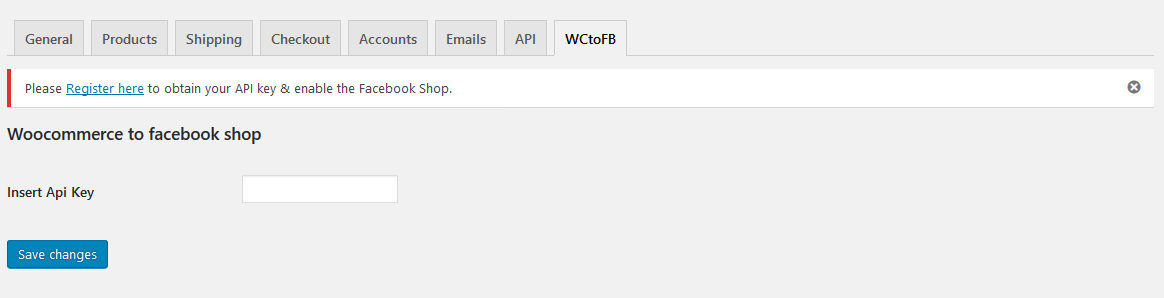 General Products Shipping Checkout Accounts Emails API WCtoFB
Please Register here to obtain your API key & enable the Facebook Shop.
Woocommerce to facebook shop
Insert Api Key
Save changes